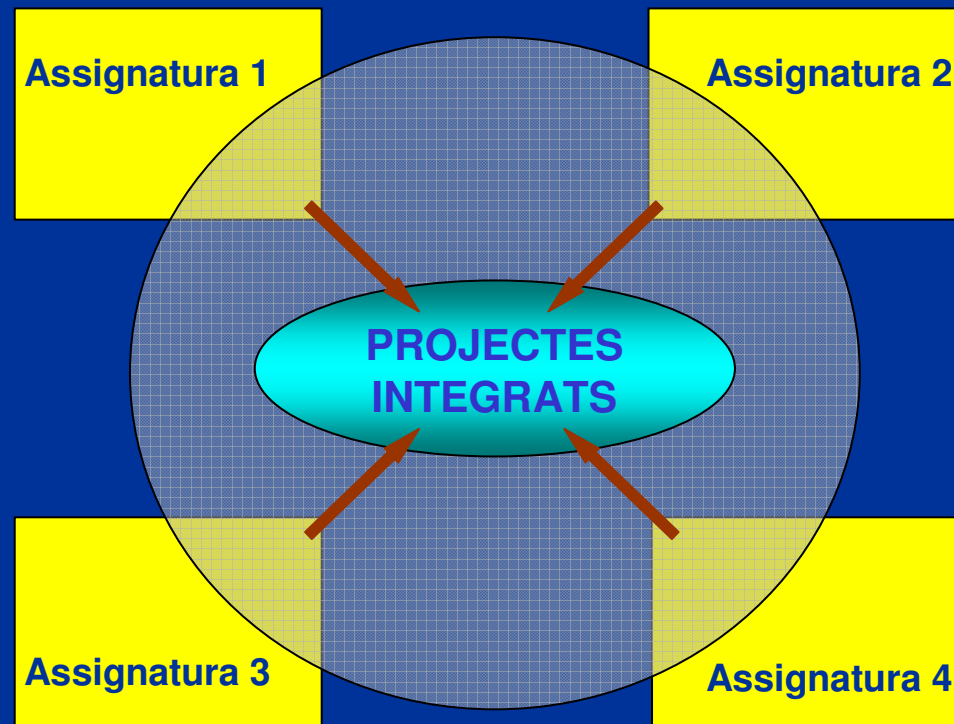 Assignatura 1
Assignatura 2
PROJECTES
INTEGRATS
Assignatura 3
Assignatura 4